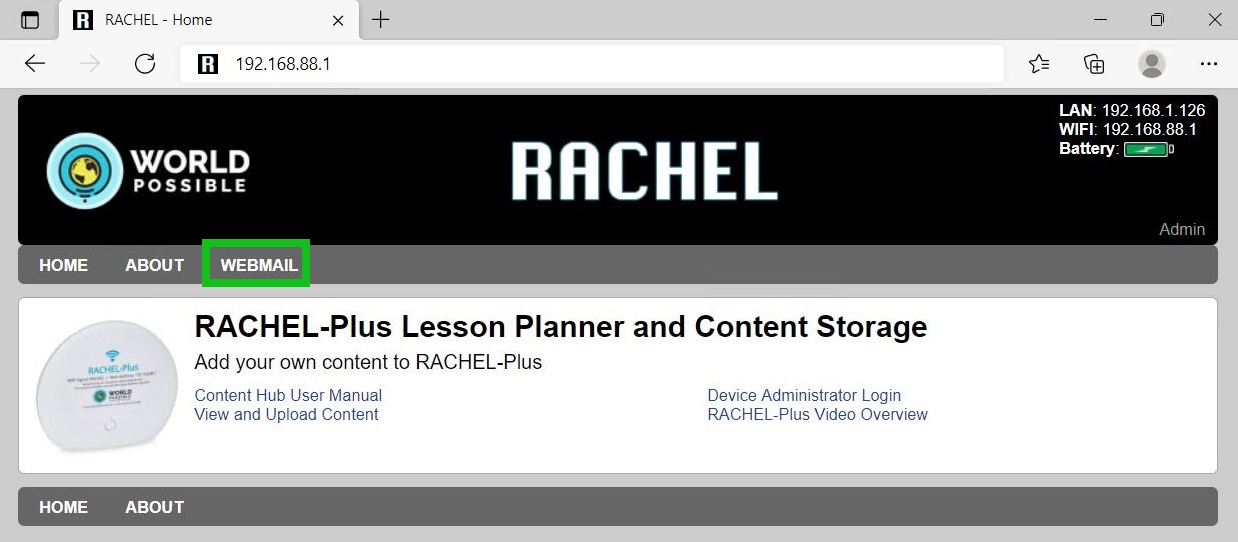 RACHEL - Home
192.168.88.1
LAN: 192.168.1.126
WIFI: 192.168.88.1
Battery:
WORLD
POSSIBLE
RACHEL
Admin
HOME ABOUT WEBMAIL
RACHEL-Plus Lesson Planner and Content Storage
Add your own content to RACHEL-Plus
Content Hub User Manual Device Administrator Login
View and Upload Content RACHEL-Plus Video Overview
RACHEL-Plus
WORLD
POSSIBLE
HOME ABOUT